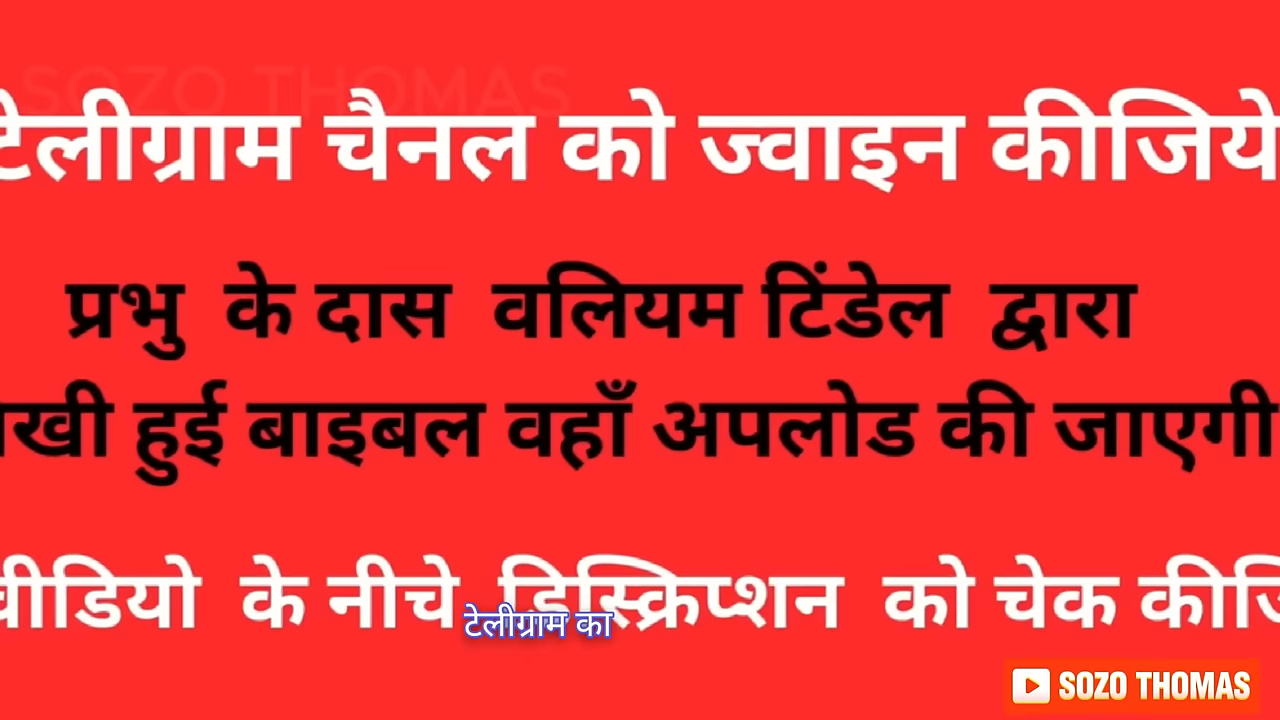 SOZO THOMAS
टेलीग्राम चैनल को ज्वाइन कीजिये
प्रभु के दास वलियम टिंडेल द्वारा
हुई बाइबल वहाँ अपलोड की जाएगी
वीडियो के नीचे डिस्क्रिप्शन को चेक
टेलीग्राम का
SOZO THOMAS